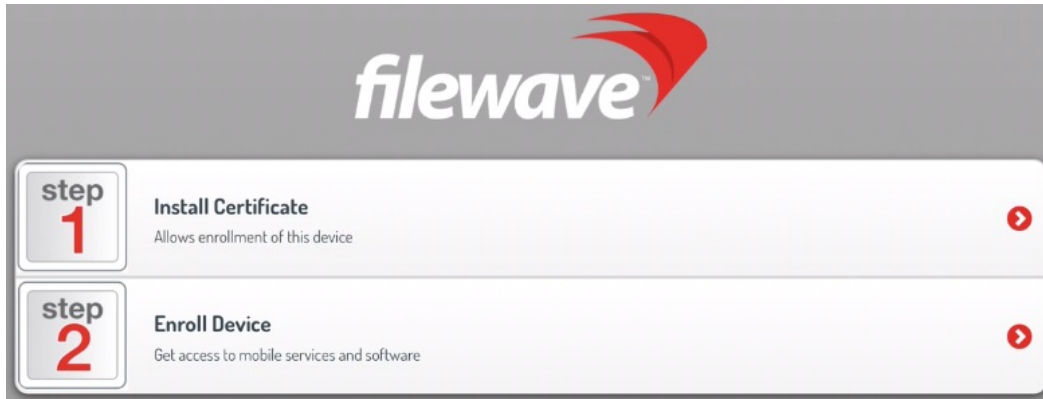 filewave™
step
1
Install Certificate
Allows enrollment of this device
step
2
Enroll Device
Get access to mobile services and software